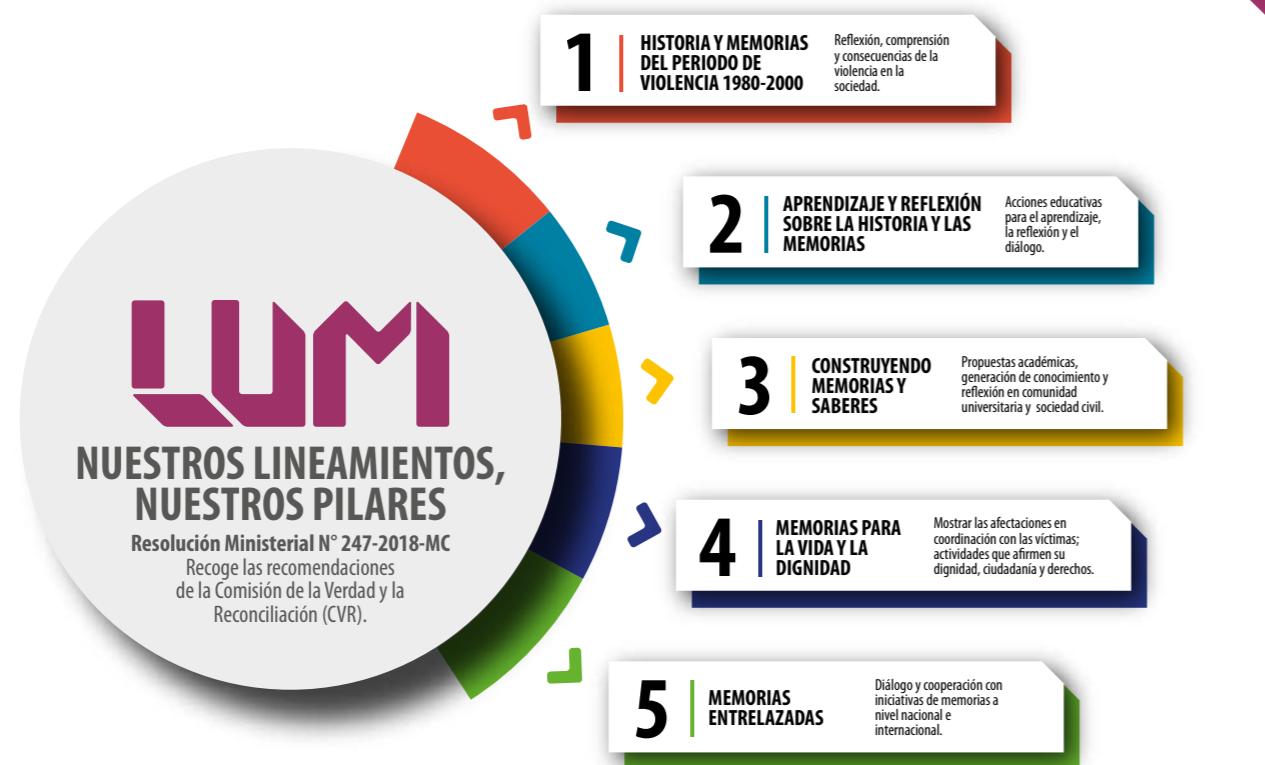 LUM
NUESTROS LINEAMIENTOS,
NUESTROS PILARES
Resolución Ministerial N° 247-2018-MC
Recoge las recomendaciones
de la Comisión de la Verdad y la
Reconciliación (CVR).
1
HISTORIA Y MEMORIAS
DEL PERIODO DE
VIOLENCIA 1980-2000
Reflexión, comprensión
y consecuencias de la
violencia en la
sociedad.
2
APRENDIZAJE Y REFLEXIÓN
SOBRE LA HISTORIA Y LAS
MEMORIAS
Acciones educativas
para el aprendizaje,
la reflexión y el
diálogo.
3
CONSTRUYENDO
MEMORIAS Y
SABERES
Propuestas académicas,
generación de conocimiento y
reflexión en comunidad
universitaria y sociedad civil.
4
MEMORIAS PARA
LA VIDA Y LA
DIGNIDAD
Mostrar las afectaciones en
coordinación con las víctimas;
actividades que afirmen su
dignidad, ciudadanía y derechos.
5
MEMORIAS
ENTRELAZADAS
Diálogo y cooperación con
iniciativas de memorias a
nivel nacional e
internacional.